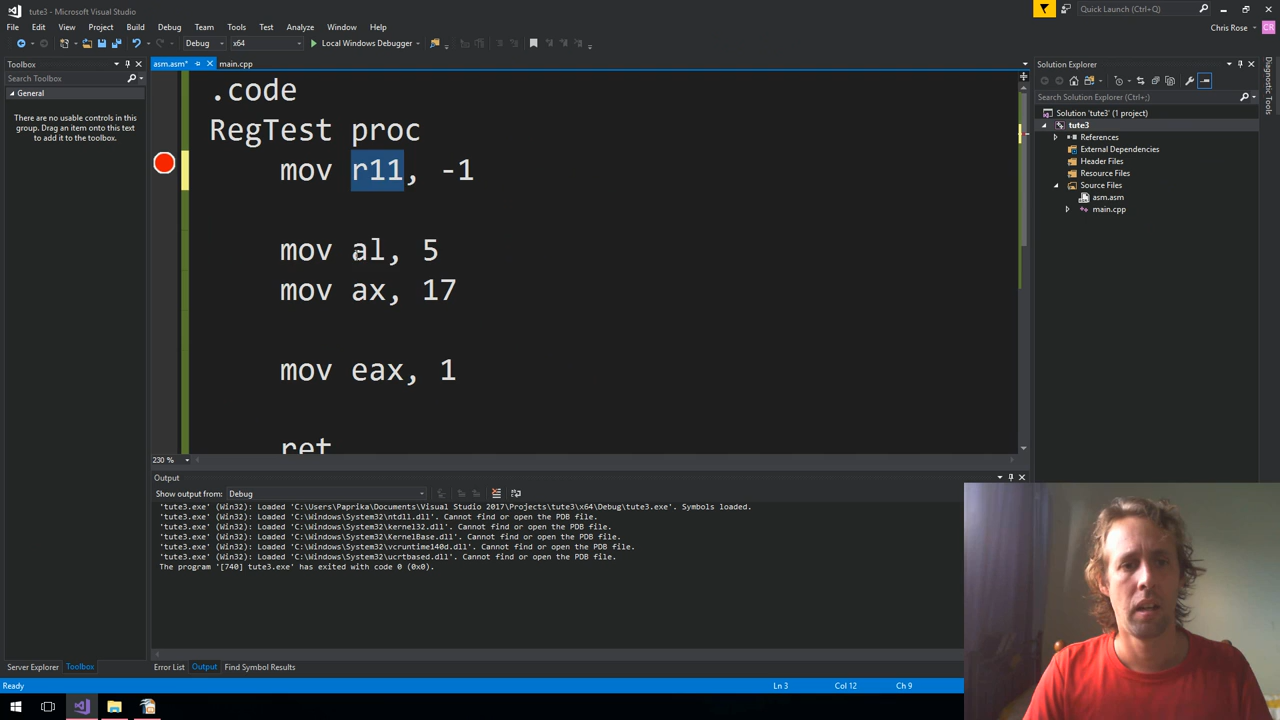 tute3 - Microsoft Visual Studio
Quick Launch (Ctrl+Q)
File Edit View Project Build Debug Team Tools Test Analyze Window Help
Chris Rose
CR
Debug x64 Local Windows Debugger
Toolbox
asm.asm* main.cpp
Solution Explorer
Search Toolbox
Search Solution Explorer (Ctrl+;)
General
There are no usable controls in this
group. Drag an item onto this text
to add it to the toolbox.
.code
RegTest proc
mov r11, -1
mov al, 5
mov ax, 17
mov eax, 1
ret
Solution 'tute3' (1 project)
tute3
References
External Dependencies
Header Files
Resource Files
Source Files
asm.asm
main.cpp
Diagnostic Tools
230 %
Output
Show output from: Debug
'tute3.exe' (Win32): Loaded 'C:\Users\Paprika\Documents\Visual Studio 2017\Projects\tute3\x64\Debug\tute3.exe'. Symbols loaded.
'tute3.exe' (Win32): Loaded 'C:\Windows\System32\ntdll.dll'. Cannot find or open the PDB file.
'tute3.exe' (Win32): Loaded 'C:\Windows\System32\kernel32.dll'. Cannot find or open the PDB file.
'tute3.exe' (Win32): Loaded 'C:\Windows\System32\KernelBase.dll'. Cannot find or open the PDB file.
'tute3.exe' (Win32): Loaded 'C:\Windows\System32\vcruntime140d.dll'. Cannot find or open the PDB file.
'tute3.exe' (Win32): Loaded 'C:\Windows\System32\ucrtbased.dll'. Cannot find or open the PDB file.
The program '[740] tute3.exe' has exited with code 0 (0x0).
Server Explorer Toolbox
Error List Output Find Symbol Results
Ready
Ln 3 Col 12 Ch 9